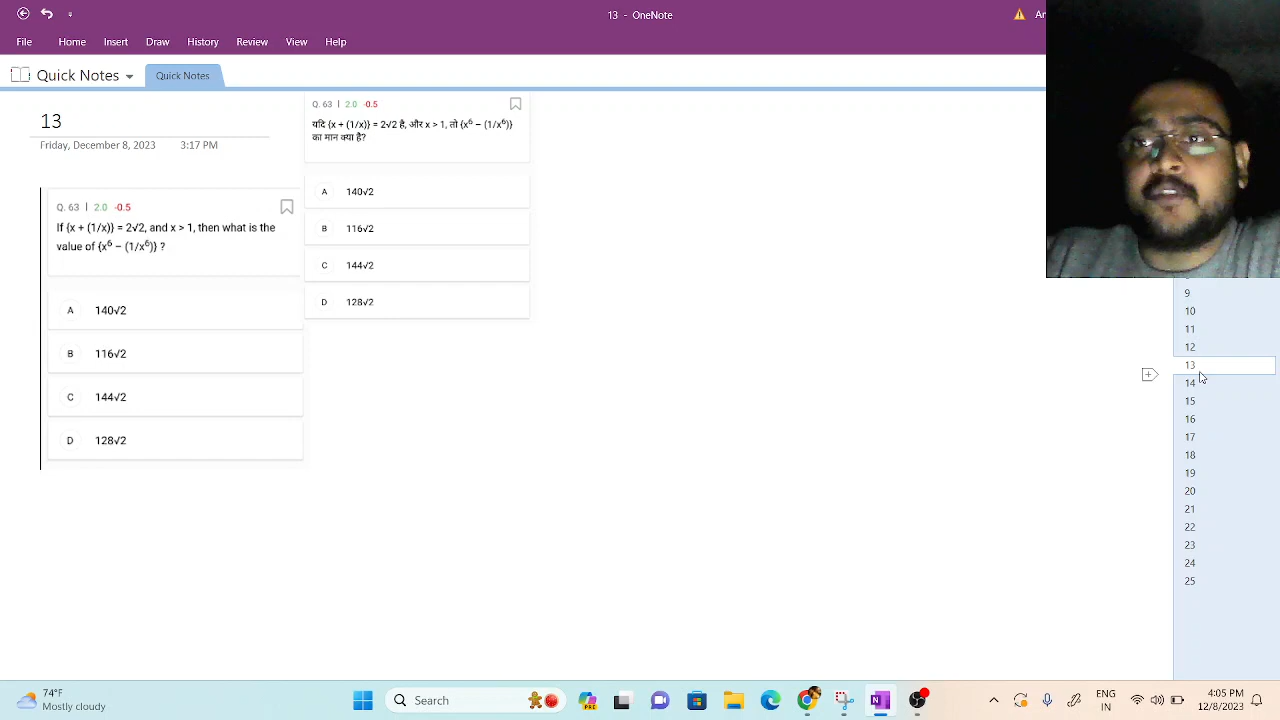 13 - OneNote
File Home Insert Draw History Review View Help
Quick Notes
Quick Notes
13
Friday, December 8, 2023 3:17 PM
Q. 63 | 2.0 -0.5
If {x + (1/x)} = 2√2, and x > 1, then what is the
value of {x⁶ − (1/x⁶)} ?
A 140√2
B 116√2
C 144√2
D 128√2
Q. 63 | 2.0 -0.5
यदि {x + (1/x)} = 2√2 है, और x > 1, तो {x⁶ − (1/x⁶)}
का मान क्या है?
A 140√2
B 116√2
C 144√2
D 128√2
9
10
11
12
13
14
15
16
17
18
19
20
21
22
23
24
25
74°F
Mostly cloudy
Search
PRE
ENG
IN
4:05 PM
12/8/2023